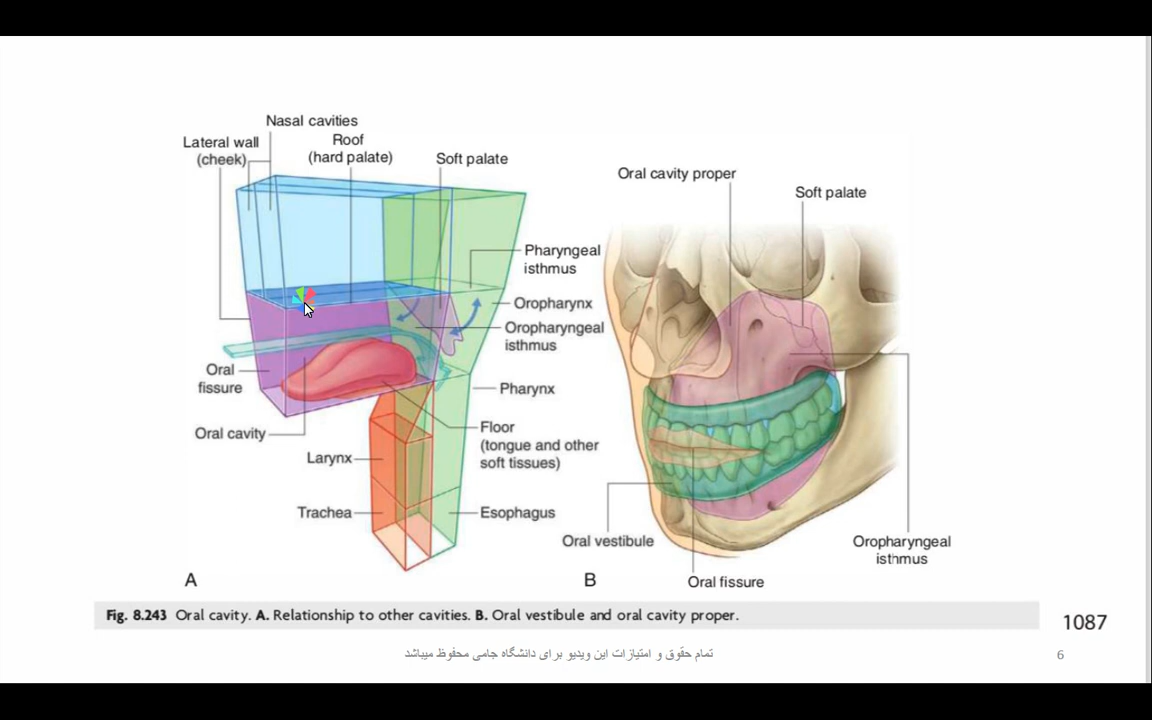 Nasal cavities
Lateral wall
(cheek)
Roof
(hard palate)
Soft palate
Pharyngeal
isthmus
Oropharynx
Oropharyngeal
isthmus
Oral
fissure
Pharynx
Oral cavity
Floor
(tongue and other
soft tissues)
Larynx
Trachea
Esophagus
A
Oral cavity proper
Soft palate
Oral vestibule
Oropharyngeal
isthmus
Oral fissure
B
Fig. 8.243 Oral cavity. A. Relationship to other cavities. B. Oral vestibule and oral cavity proper.
1087
تمام حقوق و امتیازات این ویدیو برای دانشگاه جامی محفوظ میباشد
6